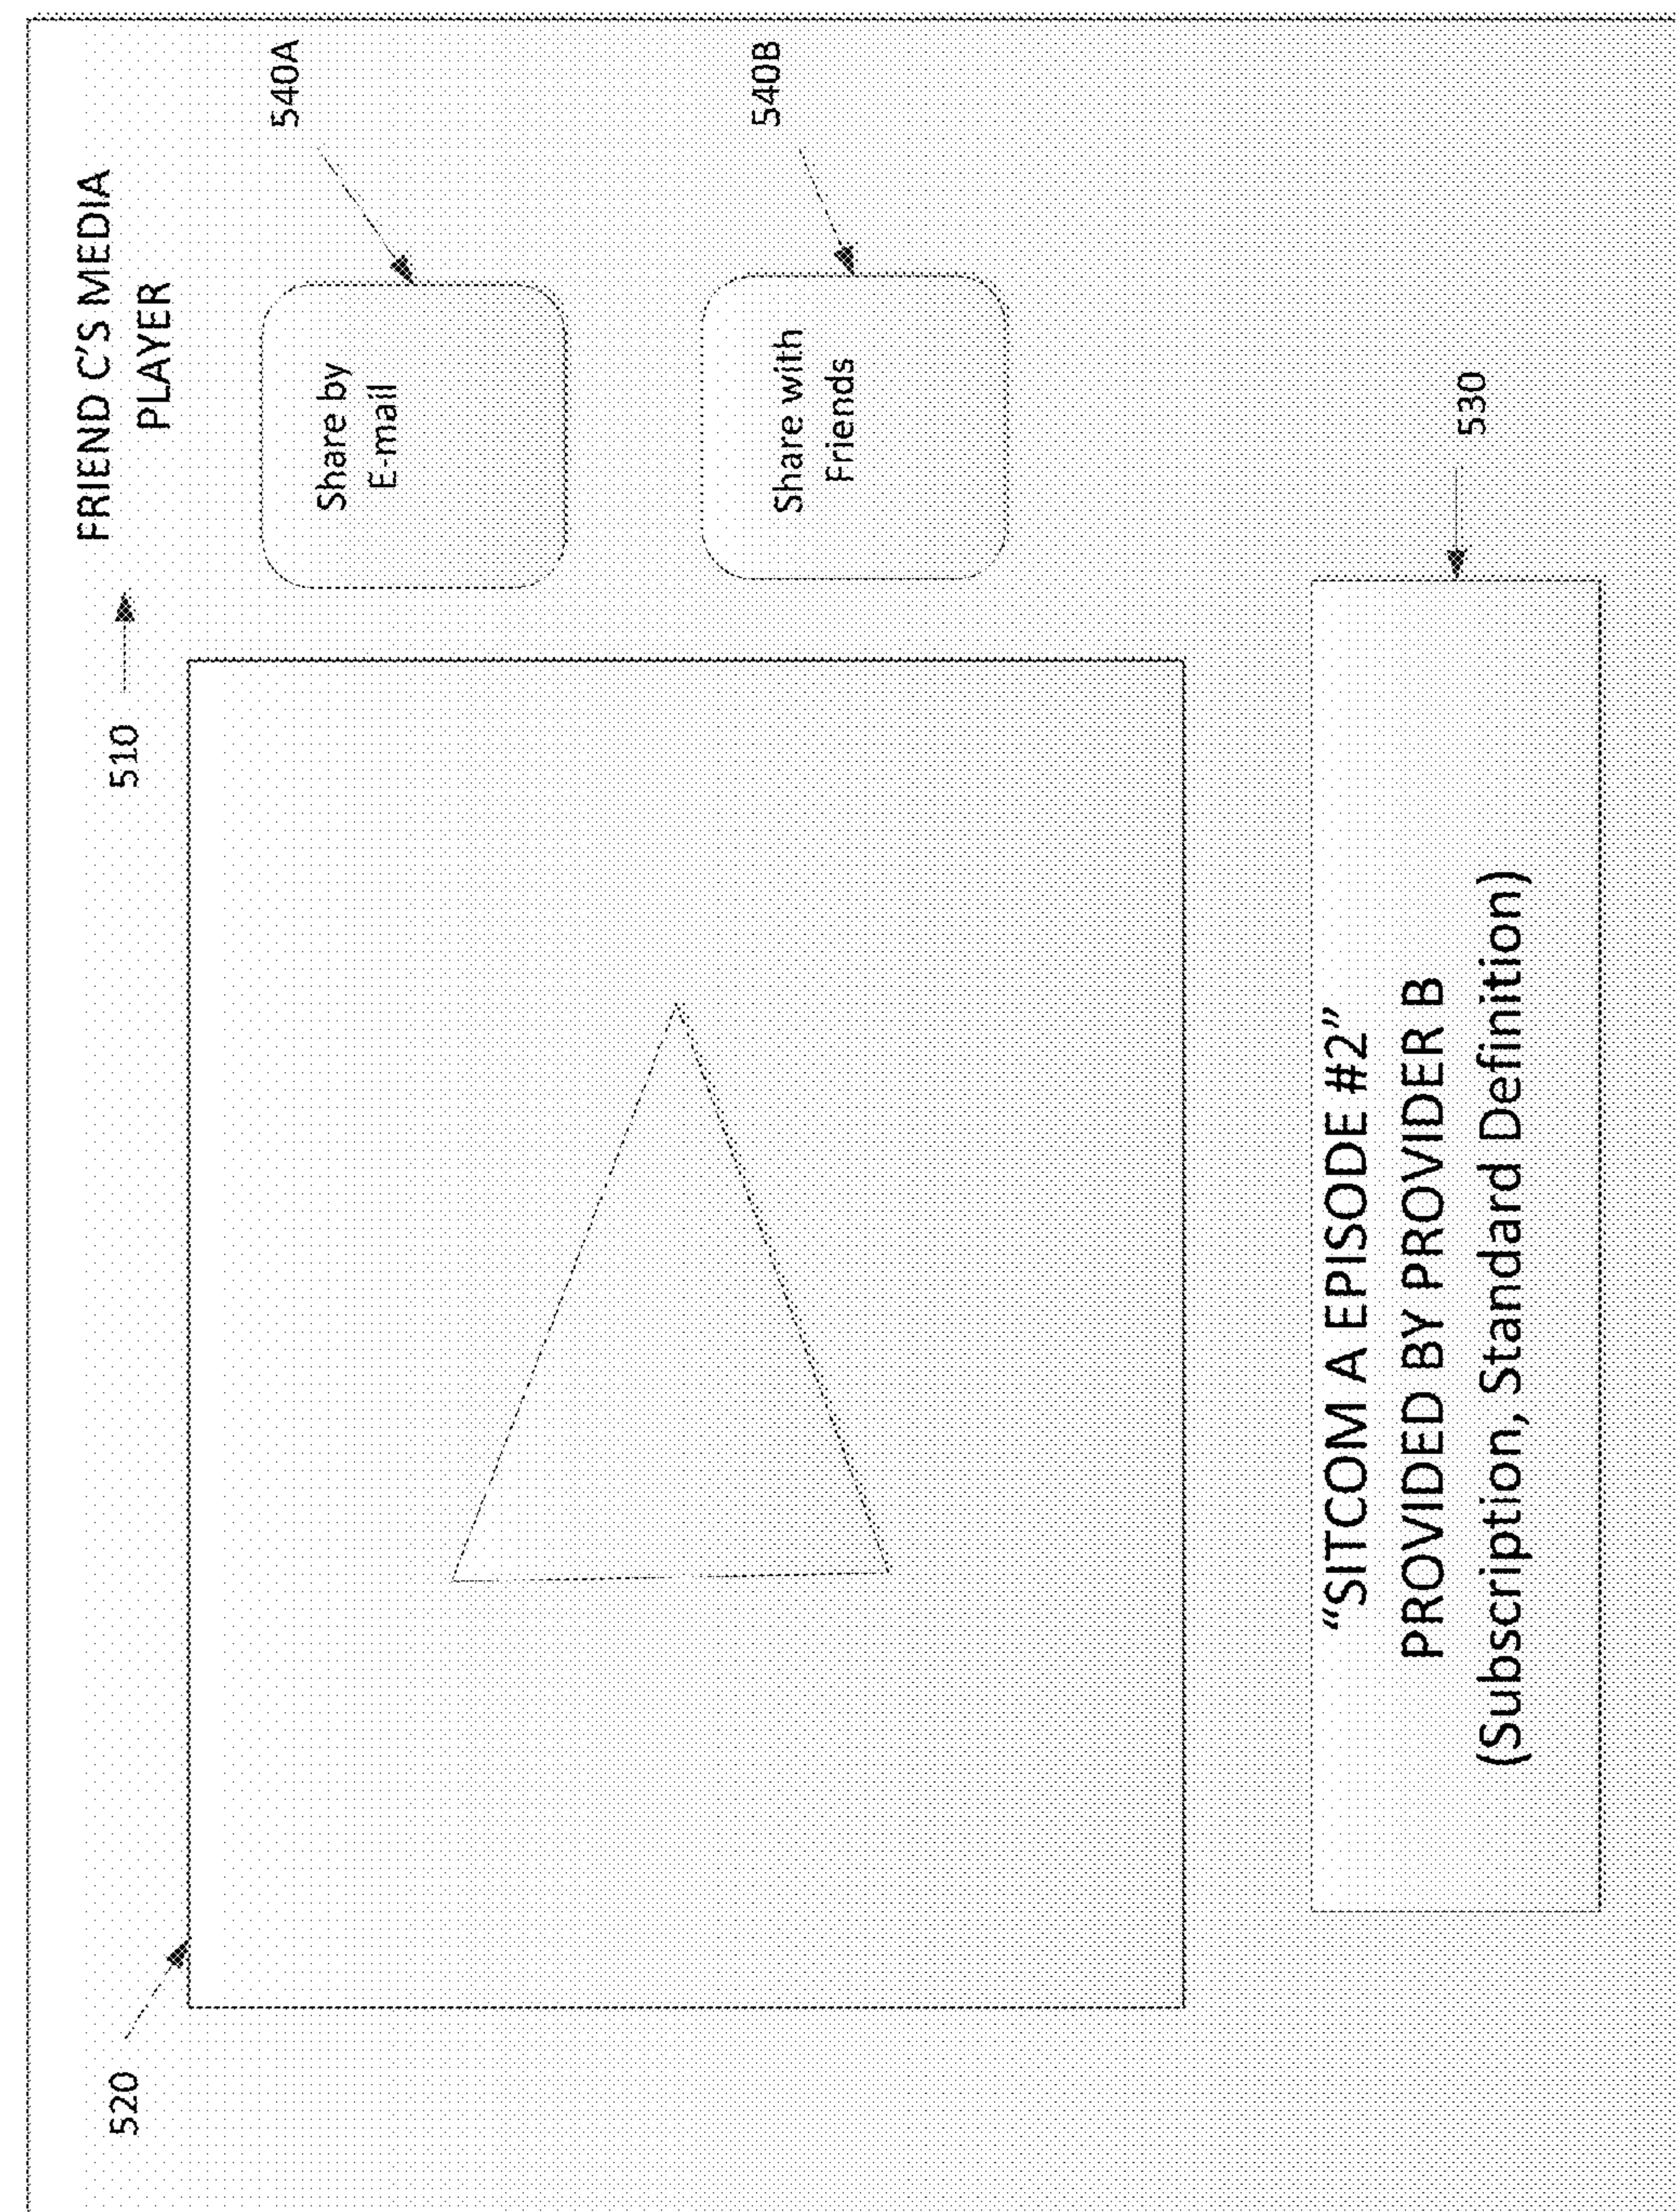 510
FRIEND C'S MEDIA
PLAYER
520
540A
Share by
E-mail
540B
Share with
Friends
530
“SITCOM A EPISODE #2”
PROVIDED BY PROVIDER B
(Subscription, Standard Definition)